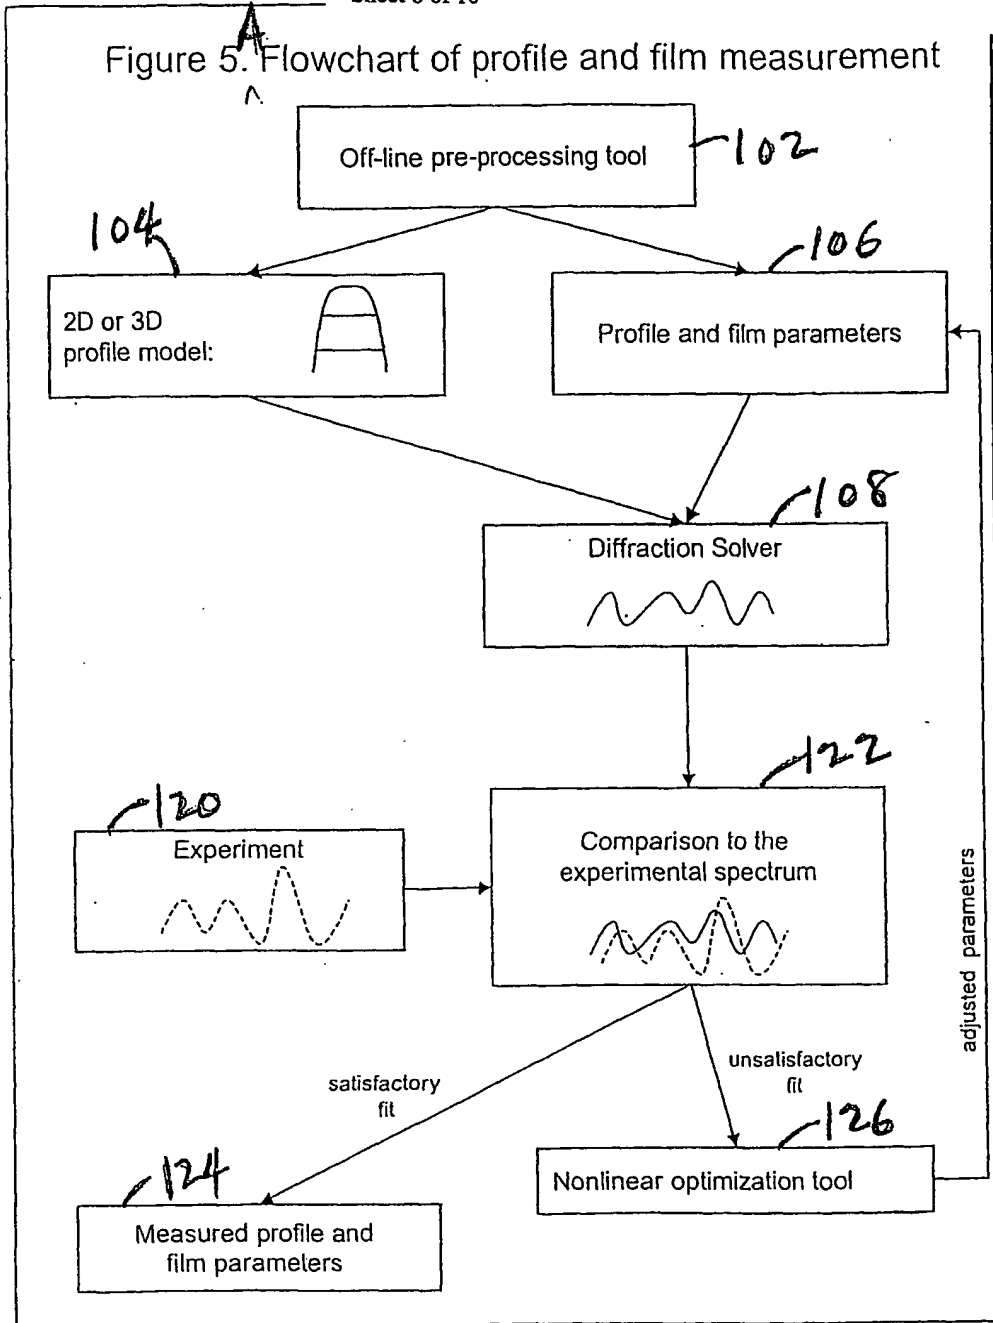 Figure 5. A Flowchart of profile and film measurement
Off-line pre-processing tool
102
104
106
2D or 3D
profile model:
Profile and film parameters
108
Diffraction Solver
122
120
Experiment
Comparison to the
experimental spectrum
adjusted parameters
satisfactory
fit
unsatisfactory
fit
126
124
Nonlinear optimization tool
Measured profile and
film parameters